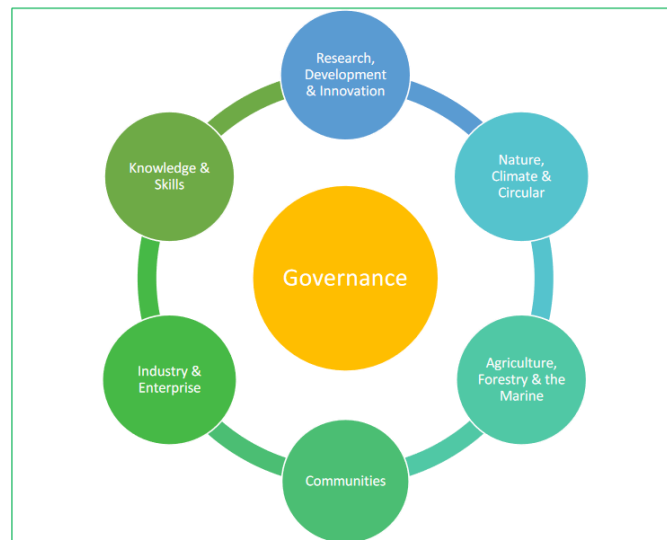 Research,
Development
& Innovation
Nature,
Climate &
Circular
Agriculture,
Forestry & the
Marine
Communities
Industry &
Enterprise
Knowledge &
Skills
Governance